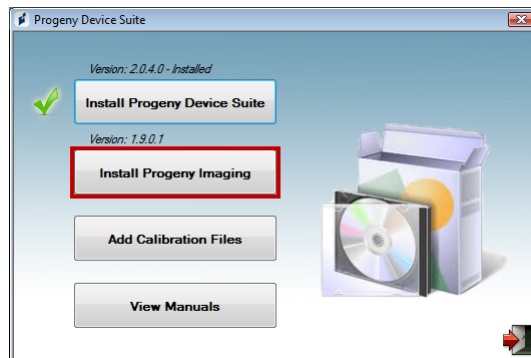 Progeny Device Suite
Version: 2.0.4.0 - Installed
Install Progeny Device Suite
Version: 1.9.0.1
Install Progeny Imaging
Add Calibration Files
View Manuals